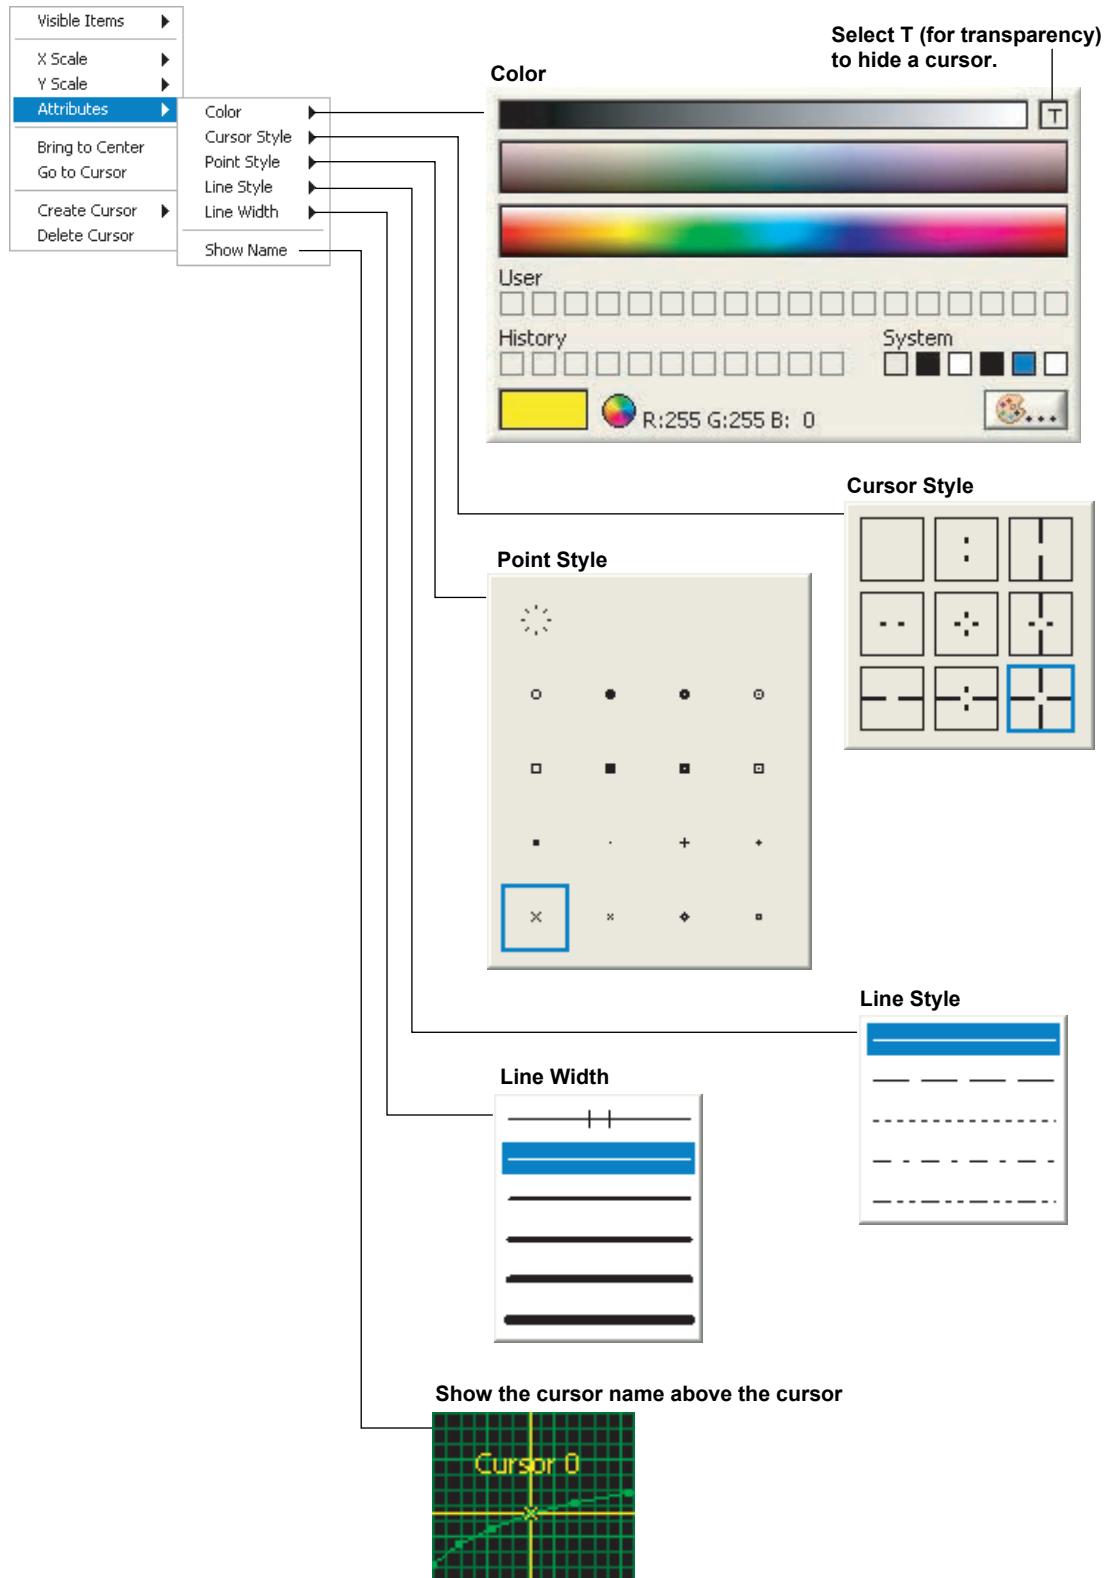 Visible Items
X Scale
Y Scale
Attributes
Bring to Center
Go to Cursor
Create Cursor
Delete Cursor
Color
Cursor Style
Point Style
Line Style
Line Width
Show Name
Select T (for transparency)
to hide a cursor.
Color
T
User
History
System
R:255 G:255 B: 0
...
Cursor Style
Point Style
Line Style
Line Width
Show the cursor name above the cursor
Cursor 0